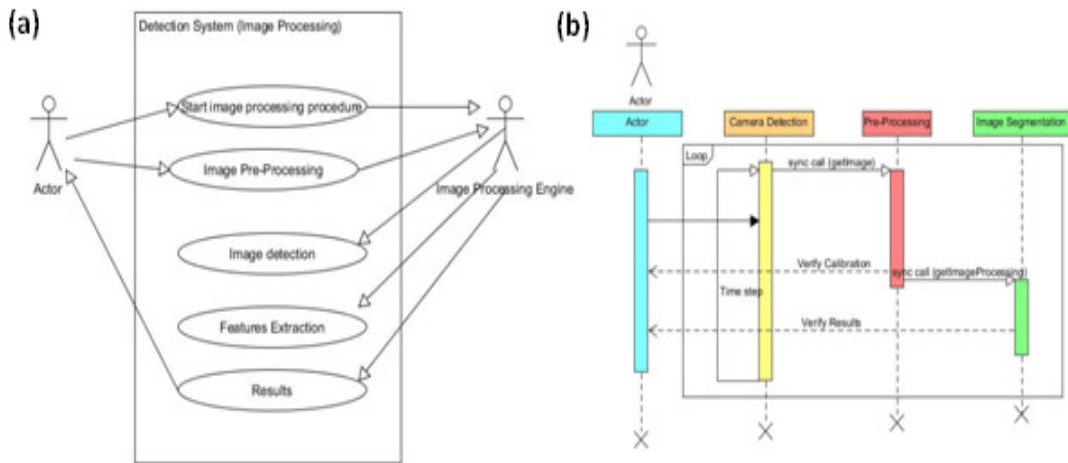 (a)
Detection System (Image Processing)
Start image processing procedure
Image Pre-Processing
Actor
Image Processing Engine
Image detection
Features Extraction
Results
(b)
Actor
Actor
Camera Detection
Pre-Processing
Image Segmentation
Loop
sync call (getImage)
Verify Calibration
sync call (getImageProcessing)
Time step
Verify Results